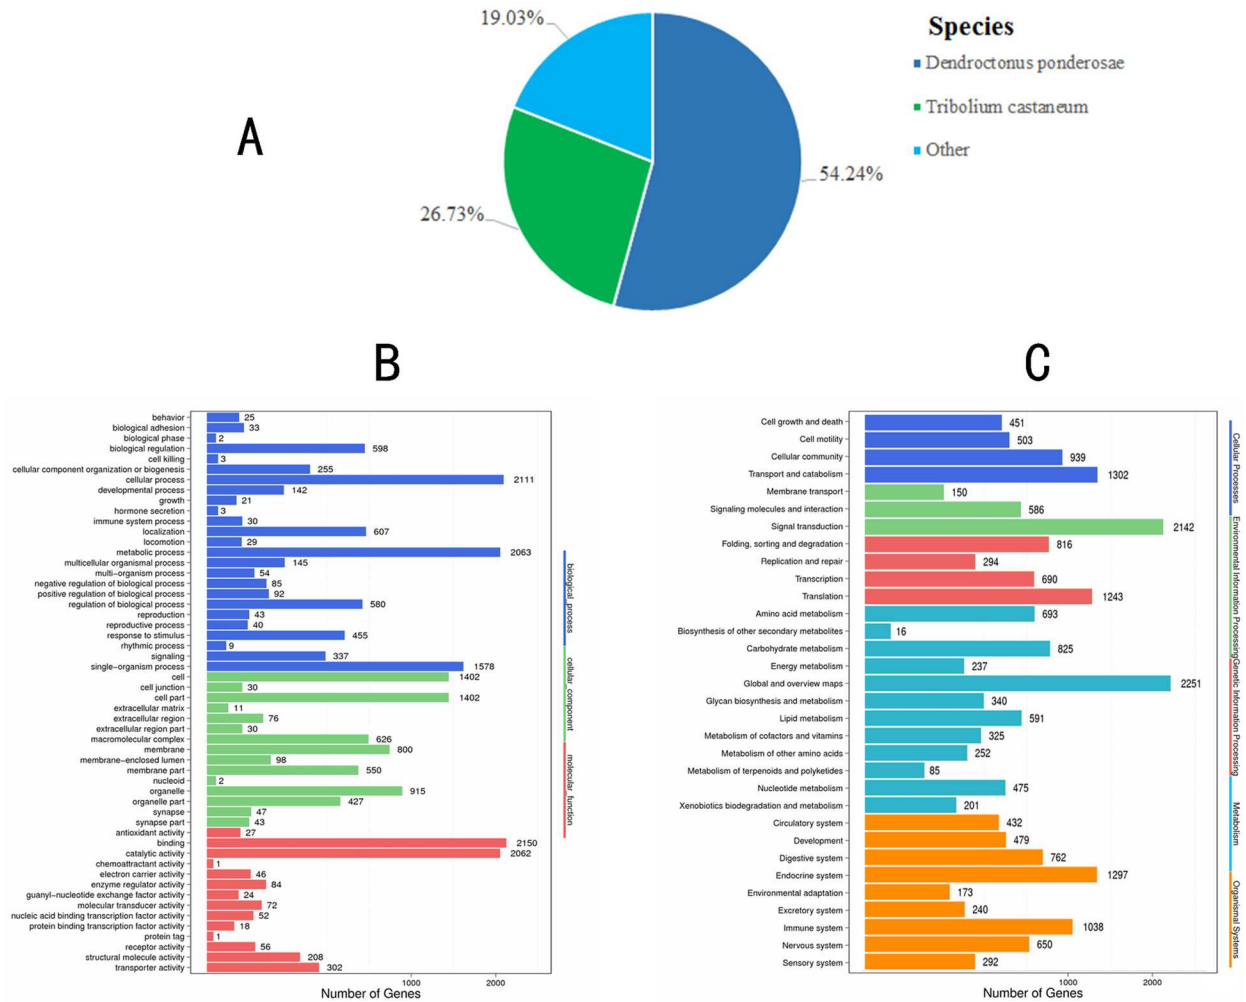 19.03%
Species
Dendroctonus ponderosae
Tribolium castaneum
Other
A
54.24%
26.73%
B
C
behavior 25
biological adhesion 33
biological phase 2
biological regulation 598
cell killing 3
cellular component organization or biogenesis 255
cellular process 2111
developmental process 142
growth 21
hormone secretion 3
immune system process 30
localization 607
locomotion 29
metabolic process 2063
multicellular organismal process 145
multi-organism process 54
negative regulation of biological process 85
positive regulation of biological process 92
regulation of biological process 580
reproduction 43
reproductive process 40
response to stimulus 455
rhythmic process 9
signaling 337
single-organism process 1578
cell 1402
cell junction 30
cell part 1402
extracellular matrix 11
extracellular region 76
extracellular region part 30
macromolecular complex 626
membrane 800
membrane-enclosed lumen 98
membrane part 550
nucleoid 2
organelle 915
organelle part 427
synapse 47
synapse part 43
antioxidant activity 27
binding 2150
catalytic activity 2062
chemoattractant activity 1
electron carrier activity 46
enzyme regulator activity 84
guanyl-nucleotide exchange factor activity 24
molecular transducer activity 72
nucleic acid binding transcription factor activity 52
protein binding transcription factor activity 18
protein tag 1
receptor activity 56
structural molecule activity 208
transporter activity 302
1000 2000
Number of Genes
biological_process
cellular_component
molecular_function
Cell growth and death 451
Cell motility 503
Cellular community 939
Transport and catabolism 1302
Membrane transport 150
Signaling molecules and interaction 586
Signal transduction 2142
Folding, sorting and degradation 816
Replication and repair 294
Transcription 690
Translation 1243
Amino acid metabolism 693
Biosynthesis of other secondary metabolites 16
Carbohydrate metabolism 825
Energy metabolism 237
Global and overview maps 2251
Glycan biosynthesis and metabolism 340
Lipid metabolism 591
Metabolism of cofactors and vitamins 325
Metabolism of other amino acids 252
Metabolism of terpenoids and polyketides 85
Nucleotide metabolism 475
Xenobiotics biodegradation and metabolism 201
Circulatory system 432
Development 479
Digestive system 762
Endocrine system 1297
Environmental adaptation 173
Excretory system 240
Immune system 1038
Nervous system 650
Sensory system 292
1000 2000
Number of Genes
Cellular Processes
Environmental Information Processing
Genetic Information Processing
Metabolism
Organismal Systems